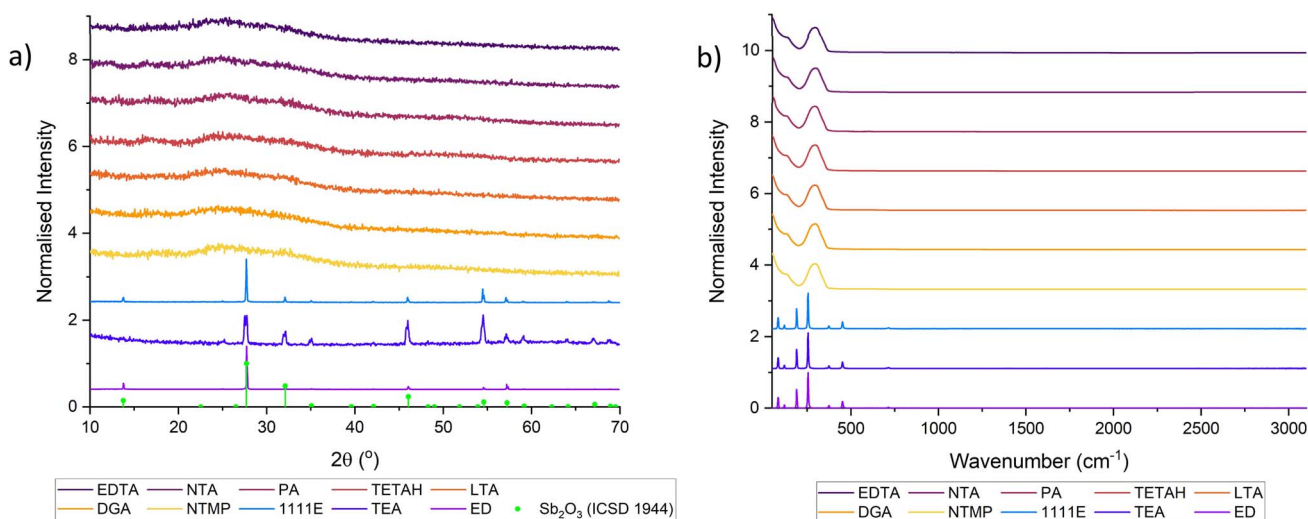 a)
Normalised Intensity
8
6
4
2
0
10 20 30 40 50 60 70
2θ (°)
EDTA NTA PA TETAH LTA
DGA NTMP 1111E TEA ED Sb₂O₃ (ICSD 1944)
b)
Normalised Intensity
10
8
6
4
2
0
500 1000 1500 2000 2500 3000
Wavenumber (cm⁻¹)
EDTA NTA PA TETAH LTA
DGA NTMP 1111E TEA ED